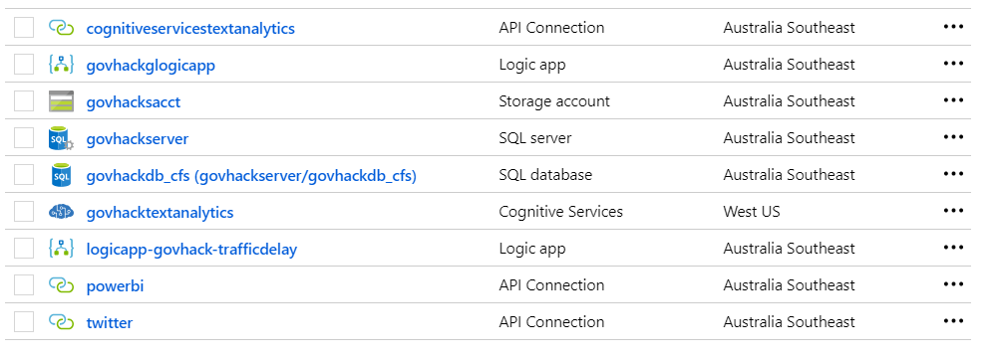 cognitiveservicestextanalytics API Connection Australia Southeast
govhackglogicapp Logic app Australia Southeast
govhacksacct Storage account Australia Southeast
SQL govhackserver SQL server Australia Southeast
SQL govhackdb_cfs (govhackserver/govhackdb_cfs) SQL database Australia Southeast
govhacktextanalytics Cognitive Services West US
logicapp-govhack-trafficdelay Logic app Australia Southeast
powerbi API Connection Australia Southeast
twitter API Connection Australia Southeast